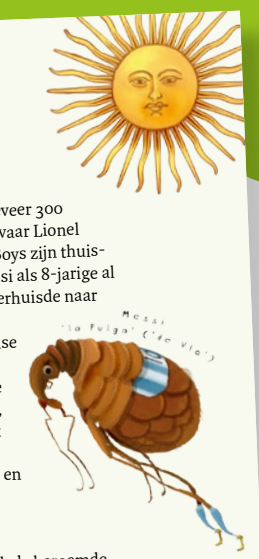 veer 300
vaar Lionel
Boys zijn thuis-
si als 8-jarige al
erhuisde naar
se
e
,
en
Messi
'la Pulga' ('de vlo')
10